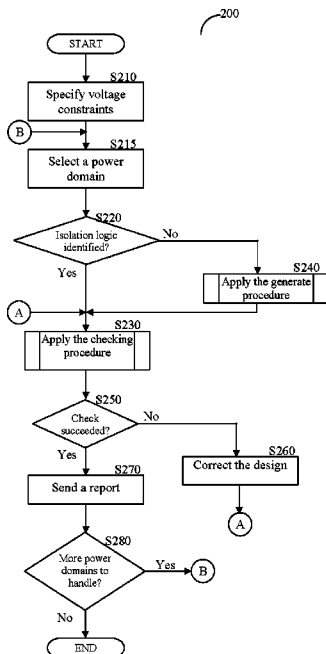 200
START
S210
Specify voltage
constraints
B
S215
Select a power
domain
S220
Isolation logic
identified?
No
Yes
S240
Apply the generate
procedure
A
S230
Apply the checking
procedure
S250
Check
succeeded?
No
Yes
S260
Correct the design
S270
Send a report
A
S280
More power
domains to
handle?
Yes
B
No
END